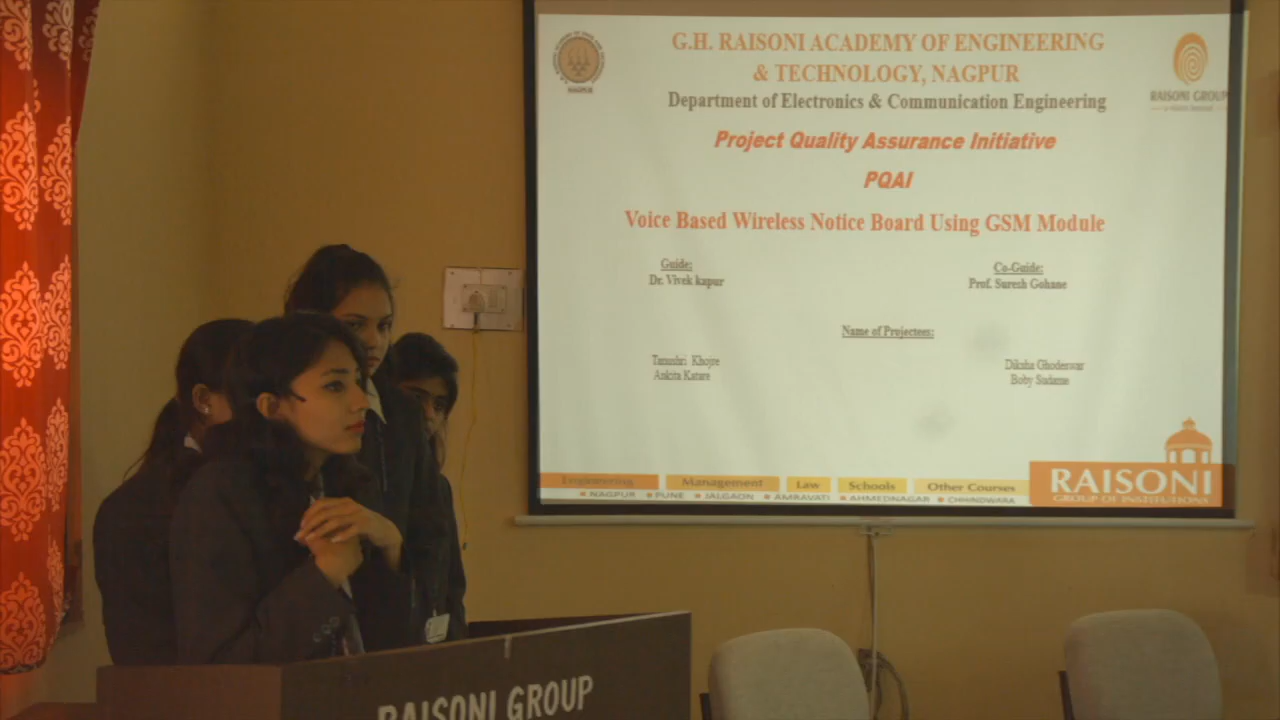 G.H. RAISONI ACADEMY OF ENGINEERING
& TECHNOLOGY, NAGPUR
Department of Electronics & Communication Engineering
NAGPUR
RAISONI GROUP
Project Quality Assurance Initiative
PQAI
Voice Based Wireless Notice Board Using GSM Module
Guide:
Dr. Vivek kapur
Co-Guide:
Prof. Suresh Gohane
Name of Projectees:
Tanushri Khojre
Ankita Katare
Diksha Ghodeswar
Boby Sudame
Engineering Management Law Schools Other Courses
NAGPUR PUNE JALGAON AMRAVATI AHMEDNAGAR CHHINDWARA
RAISONI
GROUP OF INSTITUTIONS
RAISONI GROUP